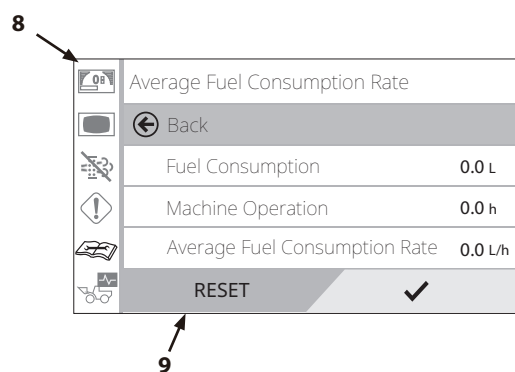 8
Average Fuel Consumption Rate
Back
Fuel Consumption 0.0 L
Machine Operation 0.0 h
Average Fuel Consumption Rate 0.0 L/h
RESET
9